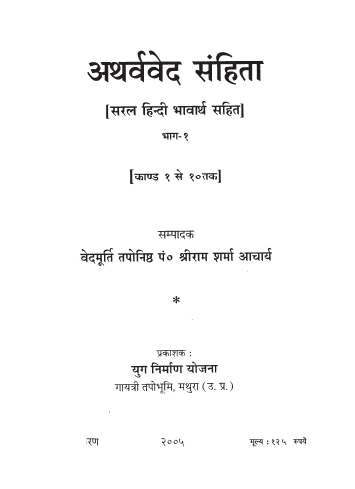 अथर्ववेद संहिता
[सरल हिन्दी भावार्थ सहित]
भाग-१
[काण्ड १ से १०तक]
सम्पादक
वेदमूर्ति तपोनिष्ठ पं० श्रीराम शर्मा आचार्य
*
प्रकाशक :
युग निर्माण योजना
गायत्री तपोभूमि, मथुरा (उ. प्र.)
रण २००५ मूल्य : १२५ रुपये